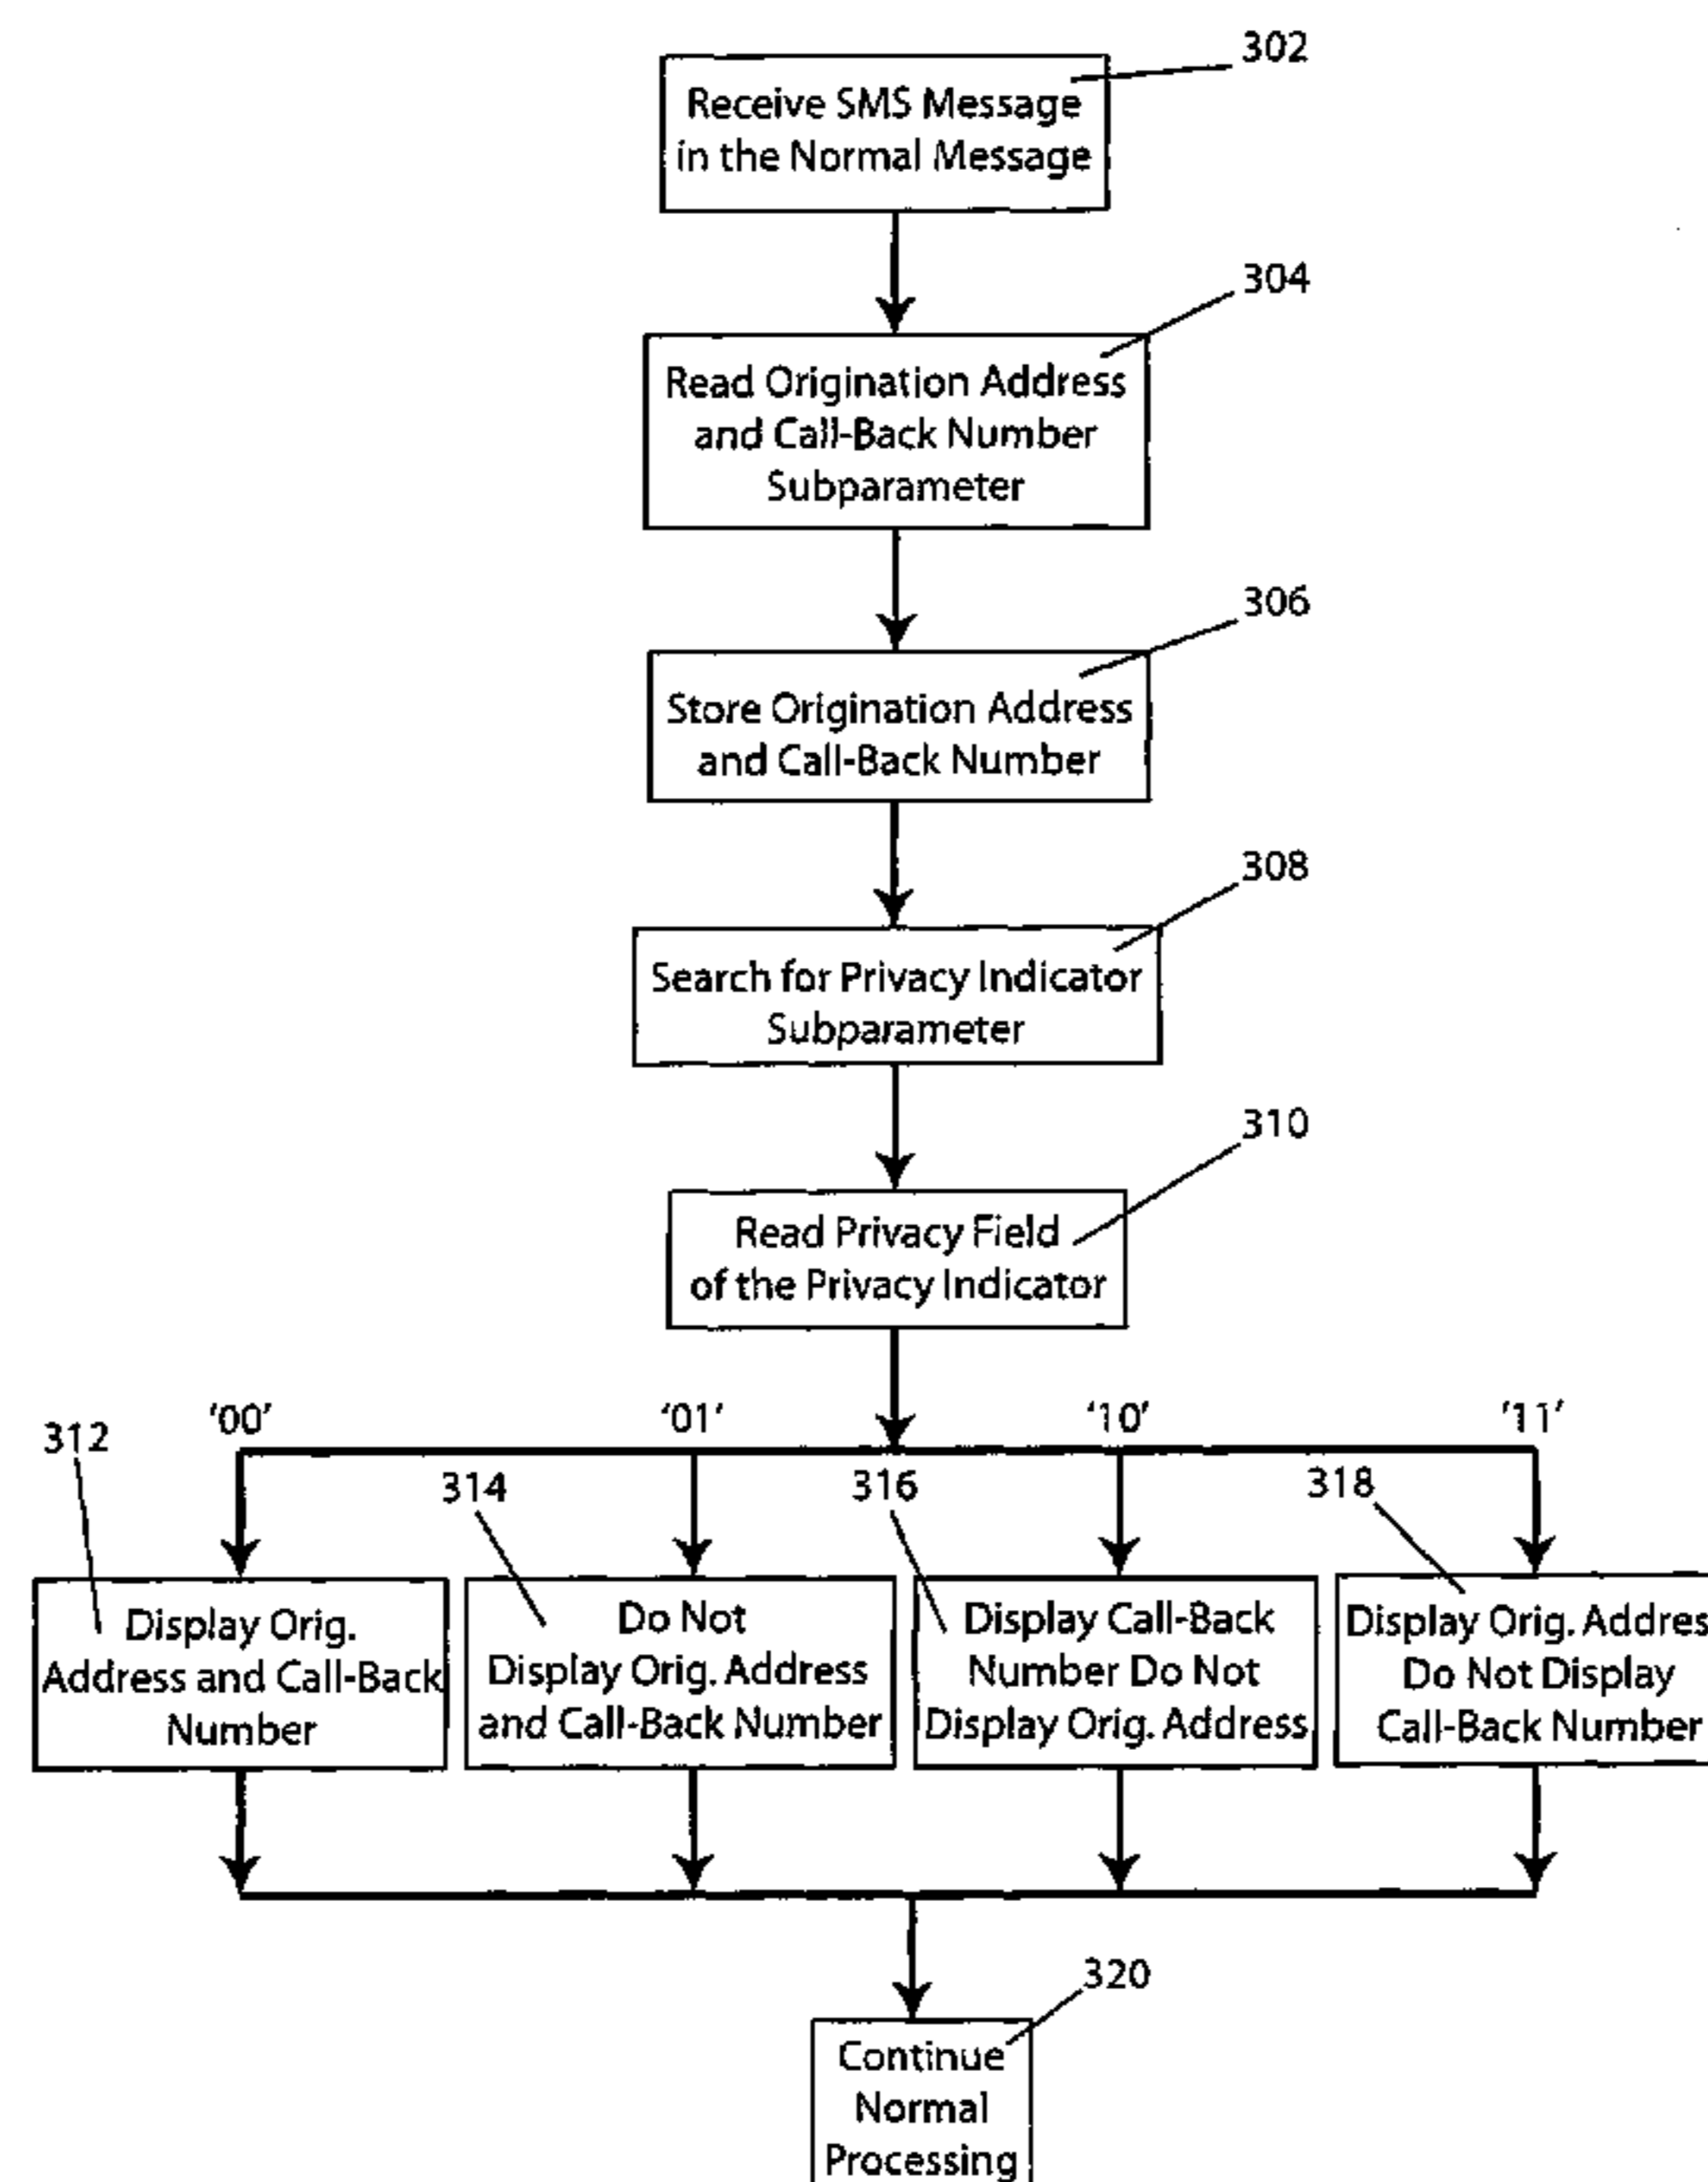 302
Receive SMS Message
in the Normal Message
304
Read Origination Address
and Call-Back Number
Subparameter
306
Store Origination Address
and Call-Back Number
308
Search for Privacy Indicator
Subparameter
310
Read Privacy Field
of the Privacy Indicator
'00'
'01'
'10'
'11'
312
314
316
318
Display Orig.
Address and Call-Back
Number
Do Not
Display Orig. Address
and Call-Back Number
Display Call-Back
Number Do Not
Display Orig. Address
Display Orig. Addres
Do Not Display
Call-Back Number
320
Continue
Normal
Processing